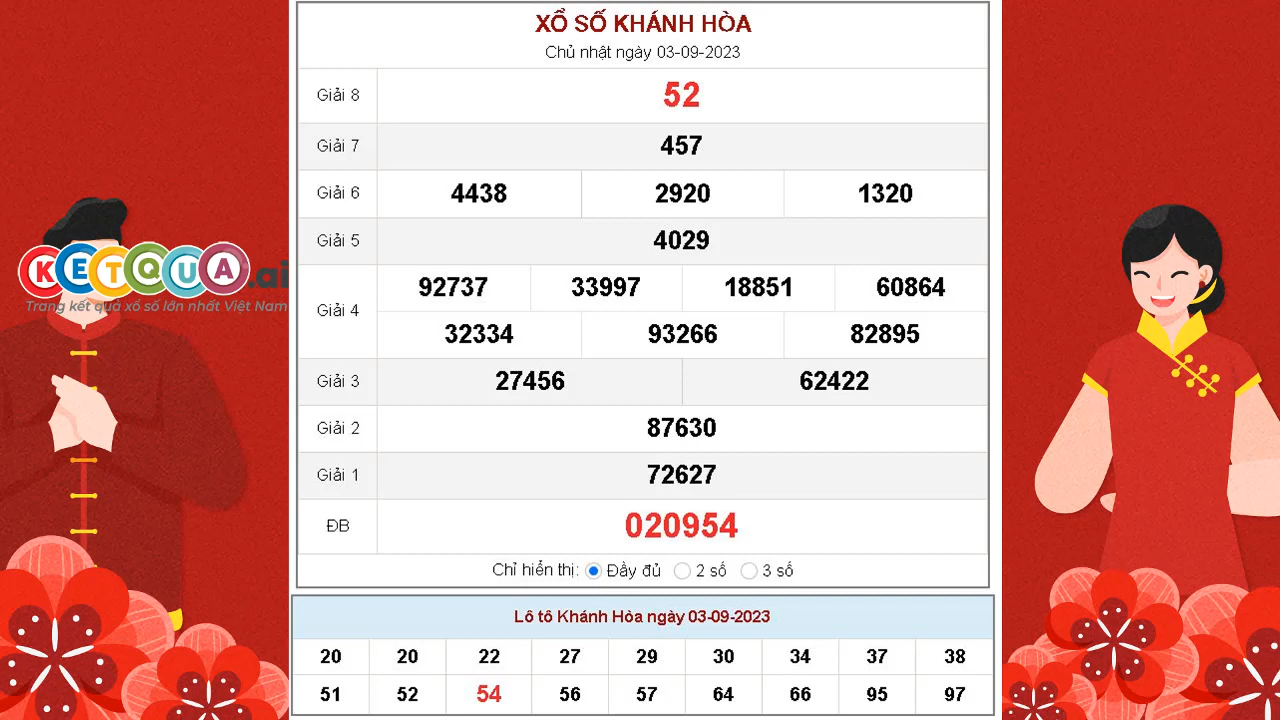 XỔ SỐ KHÁNH HÒA
Chủ nhật ngày 03-09-2023
Giải 8 52
Giải 7 457
Giải 6 4438 2920 1320
Giải 5 4029
Giải 4 92737 33997 18851 60864
32334 93266 82895
Giải 3 27456 62422
Giải 2 87630
Giải 1 72627
ĐB 020954
Chỉ hiển thị: Đầy đủ 2 số 3 số
Lô tô Khánh Hòa ngày 03-09-2023
20 20 22 27 29 30 34 37 38
51 52 54 56 57 64 66 95 97
KETQUA.ai
Trang kết quả xổ số lớn nhất Việt Nam